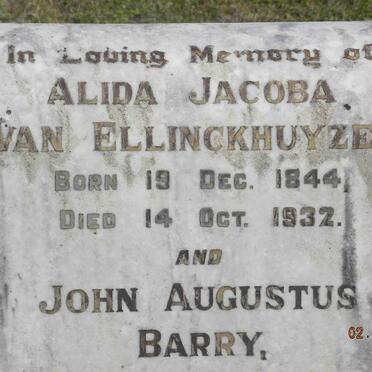 In Loving Memory of
ALIDA JACOBA
VAN ELLINCKHUYZE
BORN 19 DEC. 1844,
DIED 14 OCT. 1932.
AND
JOHN AUGUSTUS
BARRY,
02.